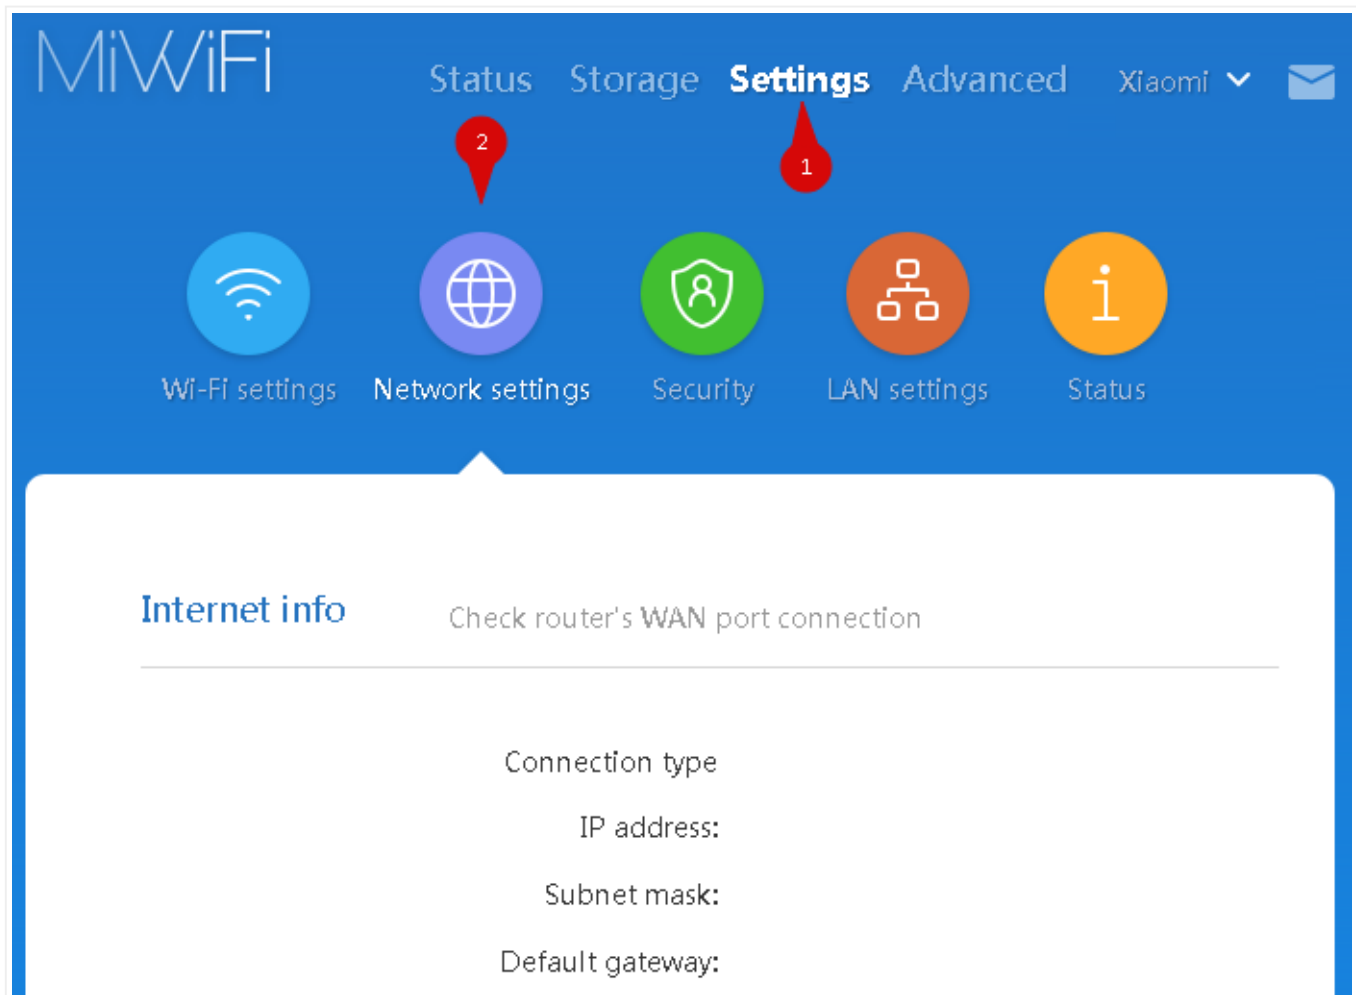 MiWiFi
Status Storage Settings Advanced Xiaomi
2
1
Wi-Fi settings Network settings Security LAN settings Status
Internet info Check router's WAN port connection
Connection type
IP address:
Subnet mask:
Default gateway: